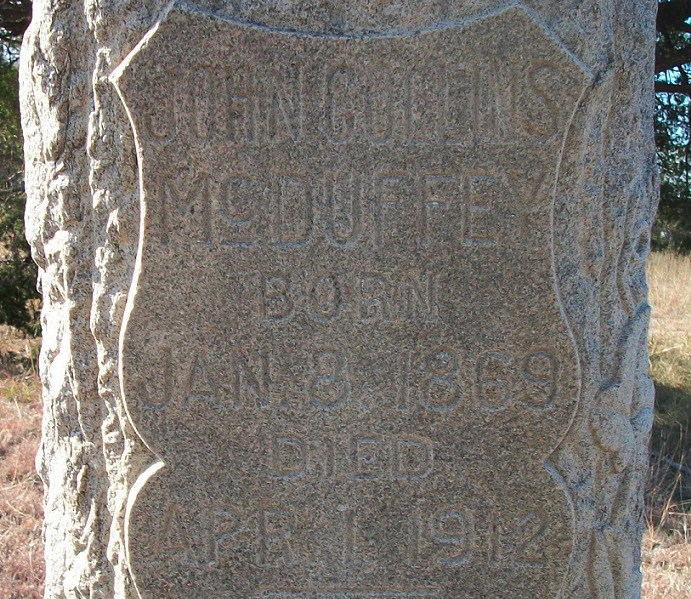 JOHN COLLINS
McDUFFEY
BORN
JAN. 8. 1869
DIED
APR. 1. 1912